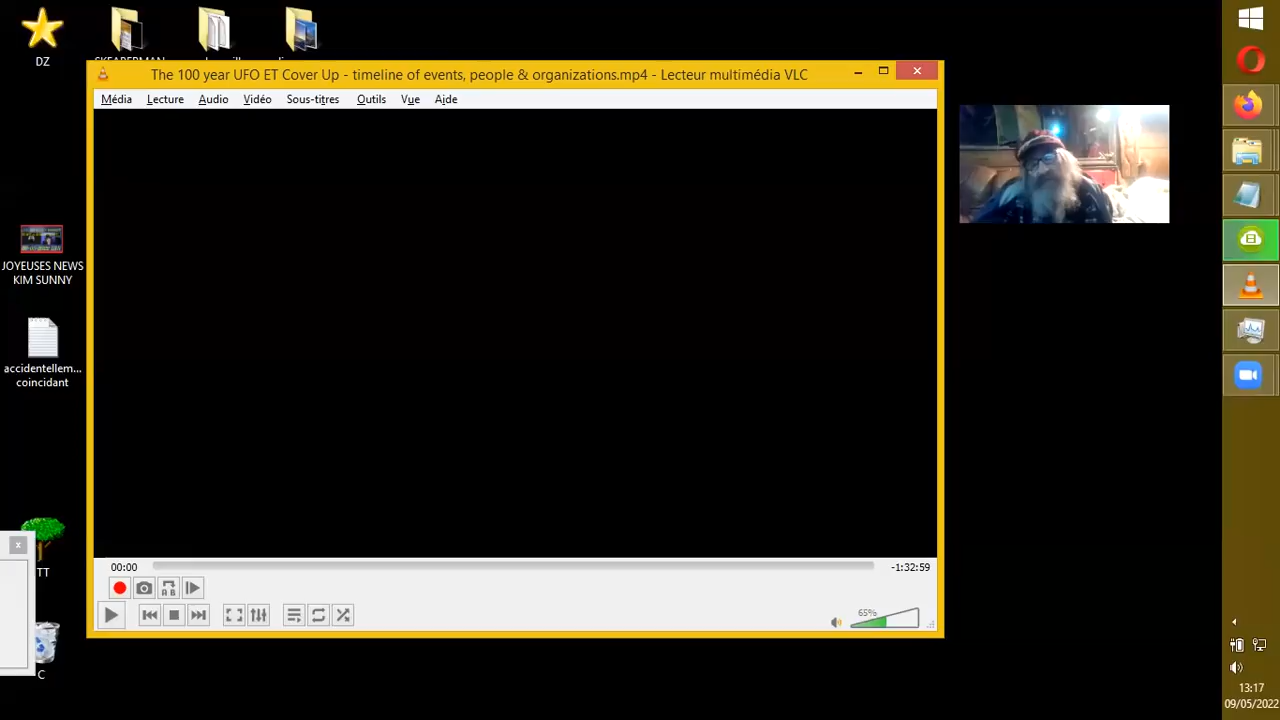 DZ
The 100 year UFO ET Cover Up - timeline of events, people & organizations.mp4 - Lecteur multimédia VLC
Média Lecture Audio Vidéo Sous-titres Outils Vue Aide
JOYEUSES NEWS
KIM SUNNY
accidentellem...
coincidant
TT
C
00:00
-1:32:59
A B
65%
13:17
09/05/2022